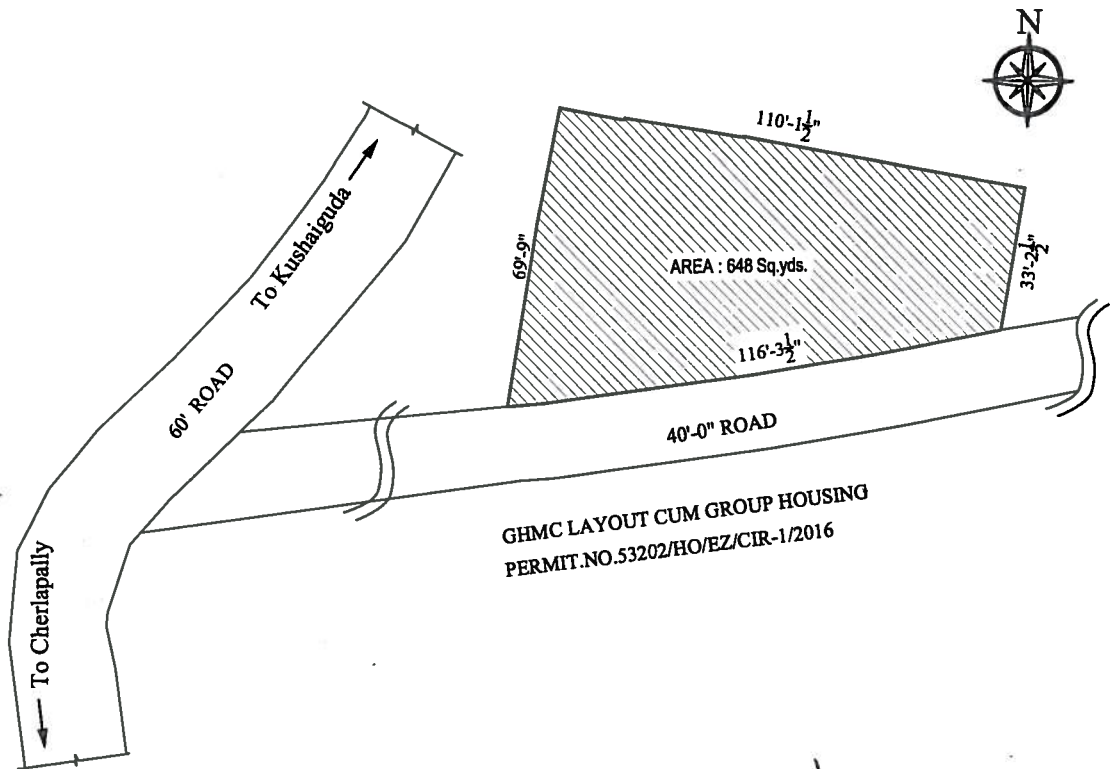 N
110'-1½"
To Kushaiguda
69'-9"
AREA : 648 Sq.yds.
33'-2½"
116'-3½"
60' ROAD
40'-0" ROAD
GHMC LAYOUT CUM GROUP HOUSING
PERMIT.NO.53202/HO/EZ/CIR-1/2016
To Cherlapally